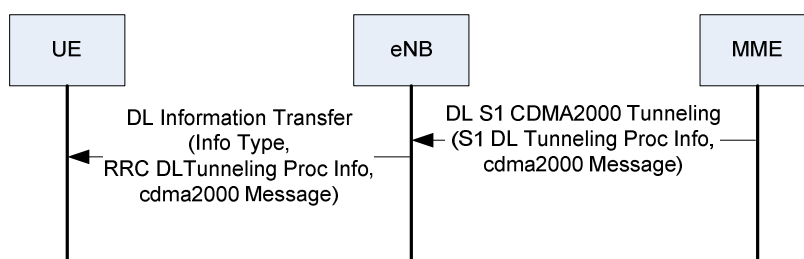 UE
eNB
MME
DL Information Transfer
(Info Type,
RRC DLTunneling Proc Info,
cdma2000 Message)
DL S1 CDMA2000 Tunneling
(S1 DL Tunneling Proc Info,
cdma2000 Message)